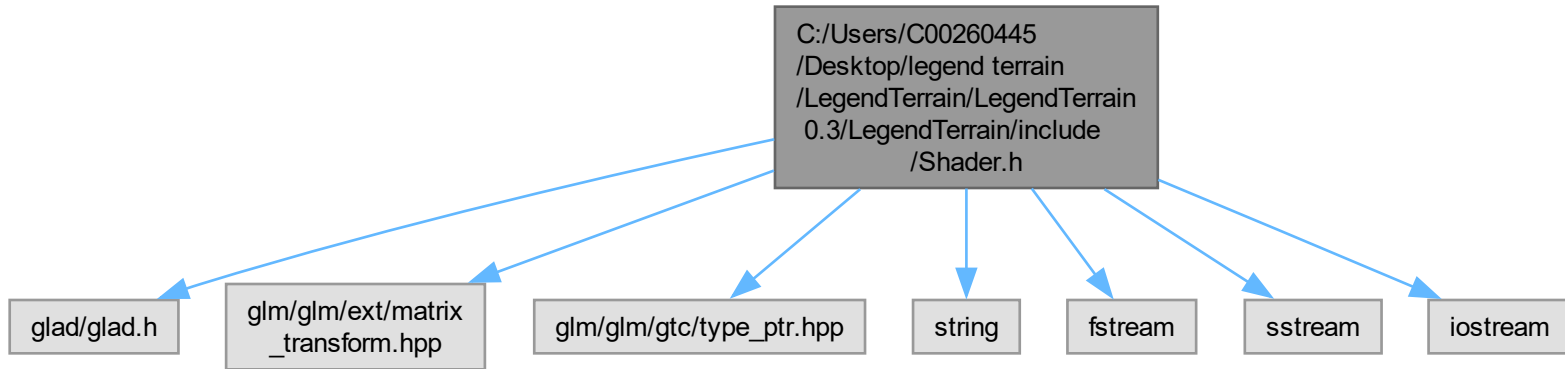 C:/Users/C00260445
/Desktop/legend terrain
/LegendTerrain/LegendTerrain
0.3/LegendTerrain/include
/Shader.h
glad/glad.h
glm/glm/ext/matrix
_transform.hpp
glm/glm/gtc/type_ptr.hpp
string
fstream
sstream
iostream